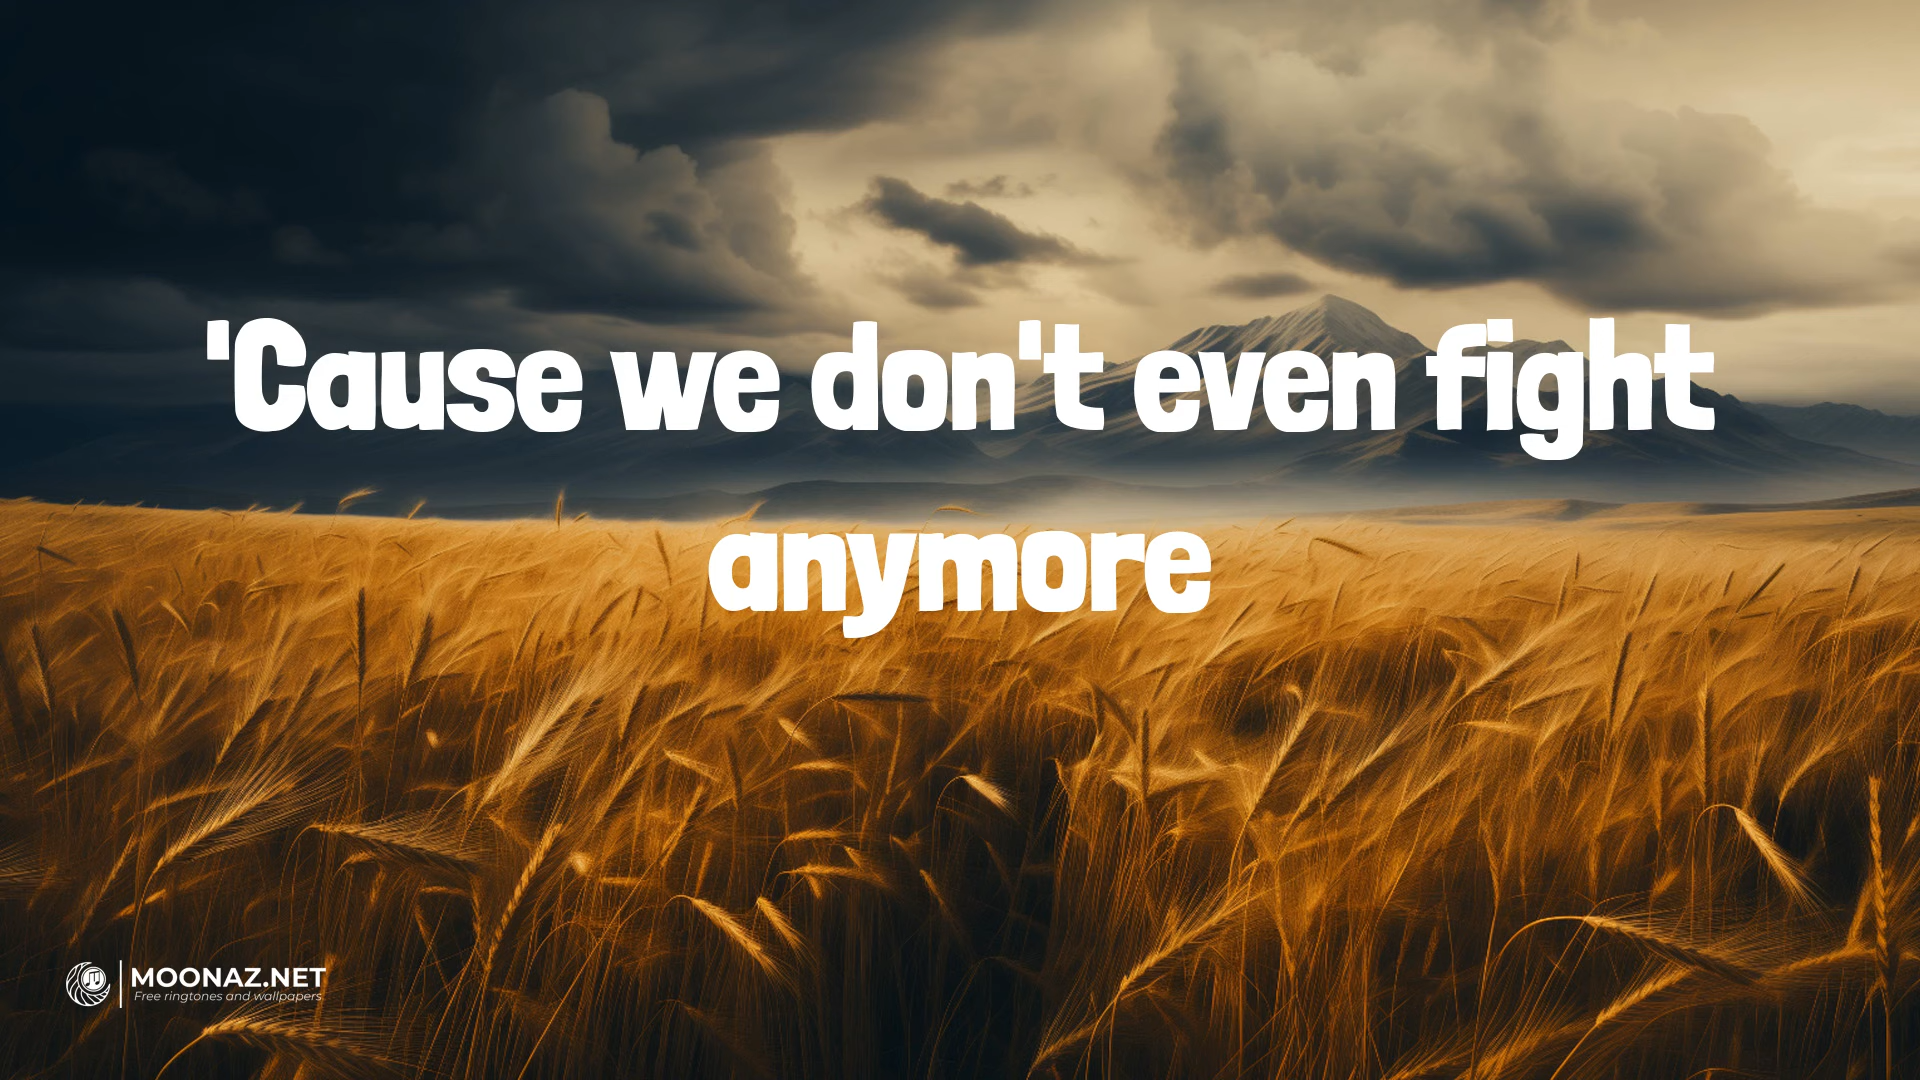 'Cause we don't even fight
anymore
MOONAZ.NET
Free ringtones and wallpapers.